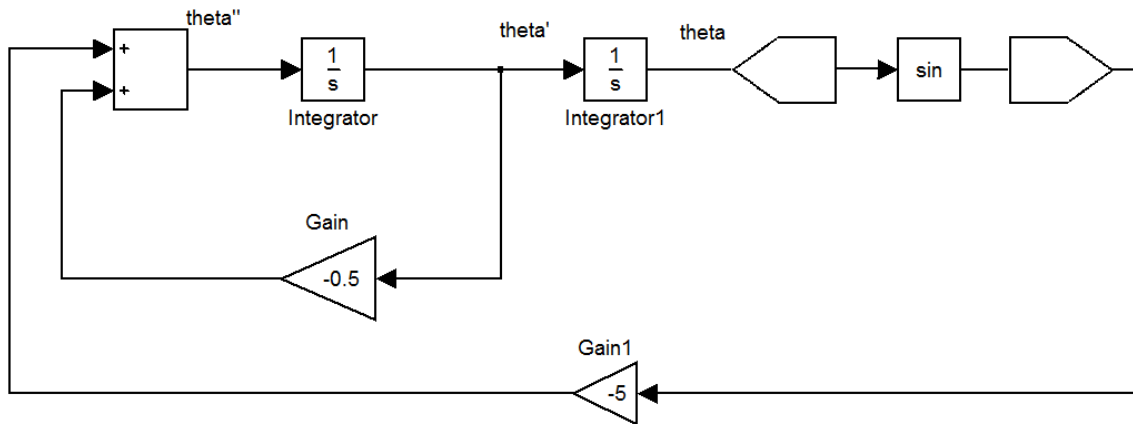 theta''
theta'
theta
+
+
1
s
1
s
sin
Integrator
Integrator1
Gain
-0.5
Gain1
-5